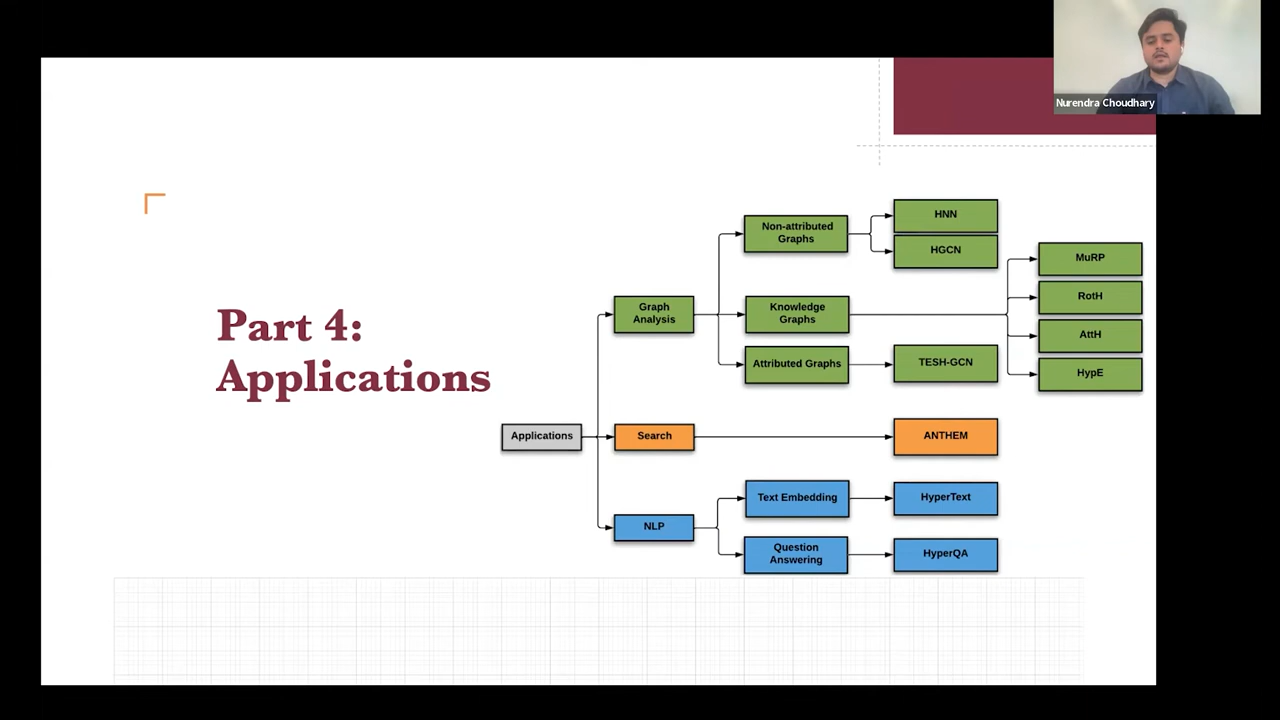 Nurendra Choudhary
Part 4:
Applications
Applications
Graph
Analysis
Non-attributed
Graphs
HNN
HGCN
Knowledge
Graphs
MuRP
RotH
AttH
HypE
Attributed Graphs
TESH-GCN
Search
ANTHEM
NLP
Text Embedding
HyperText
Question
Answering
HyperQA